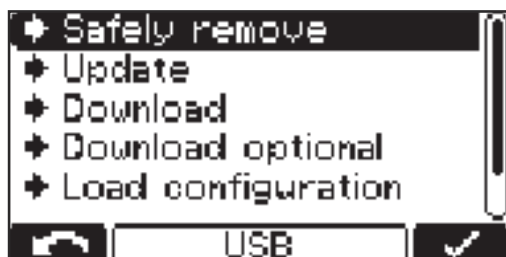 Safely remove
Update
Download
Download optional
Load configuration
USB